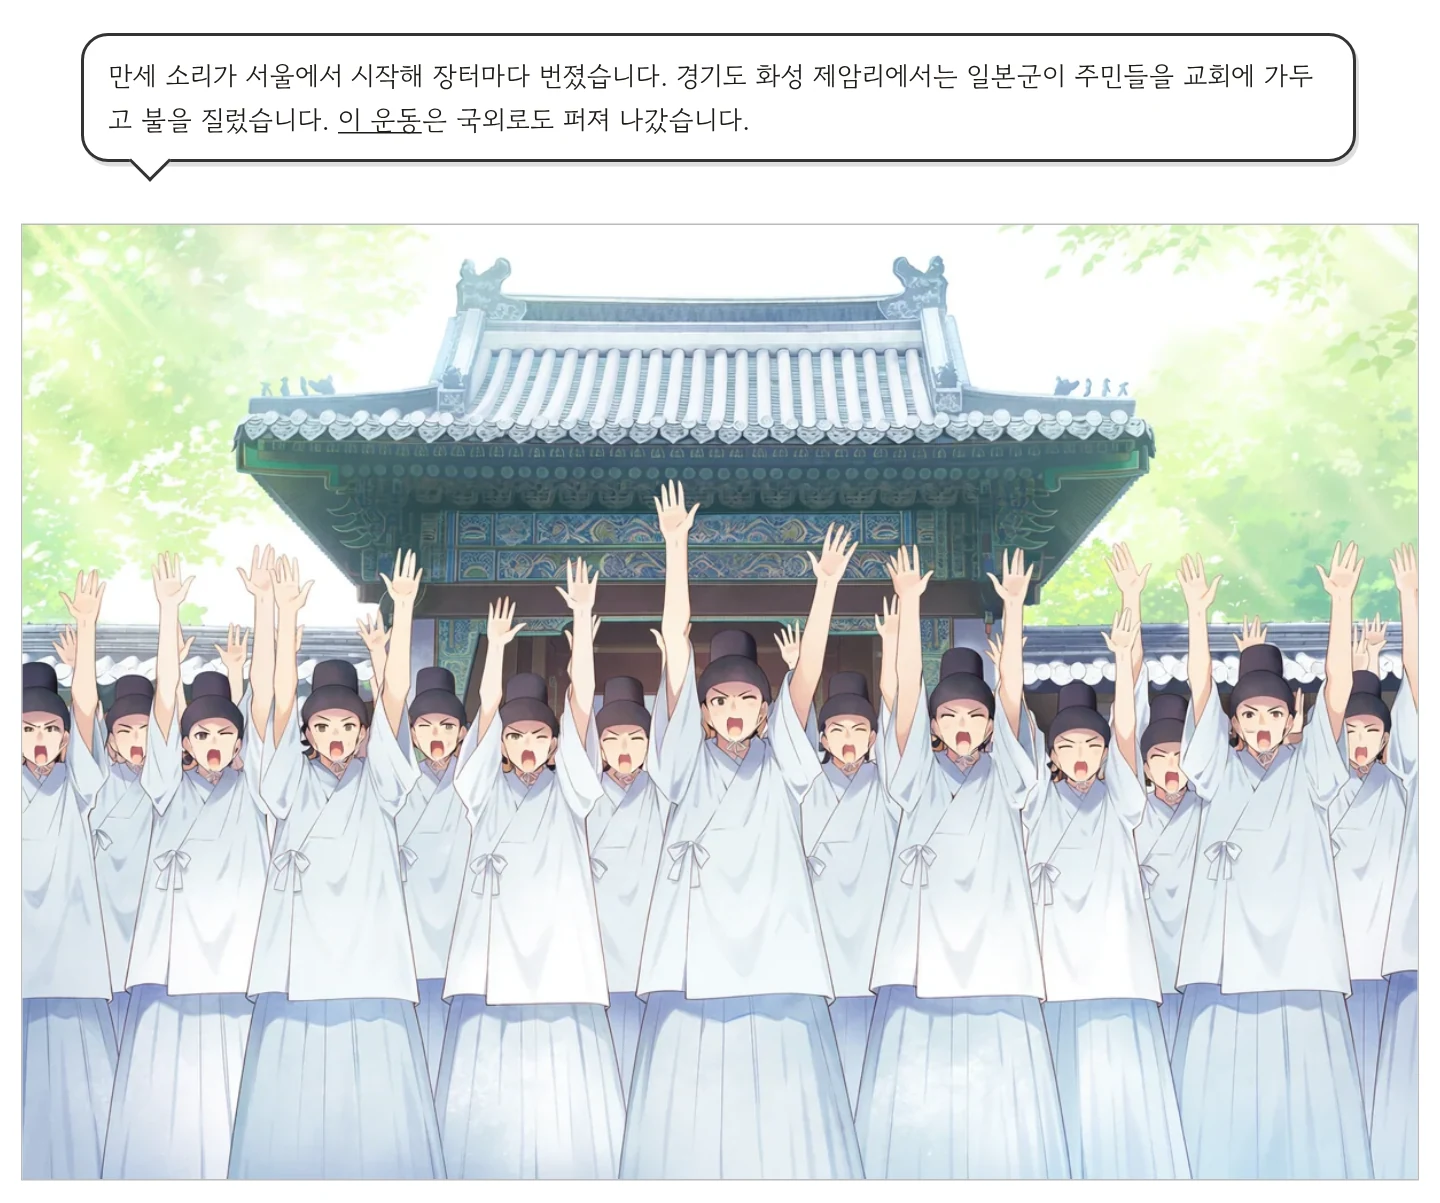 만세 소리가 서울에서 시작해 장터마다 번졌습니다. 경기도 화성 제암리에서는 일본군이 주민들을 교회에 가두
고 불을 질렀습니다. 이 운동은 국외로도 퍼져 나갔습니다.